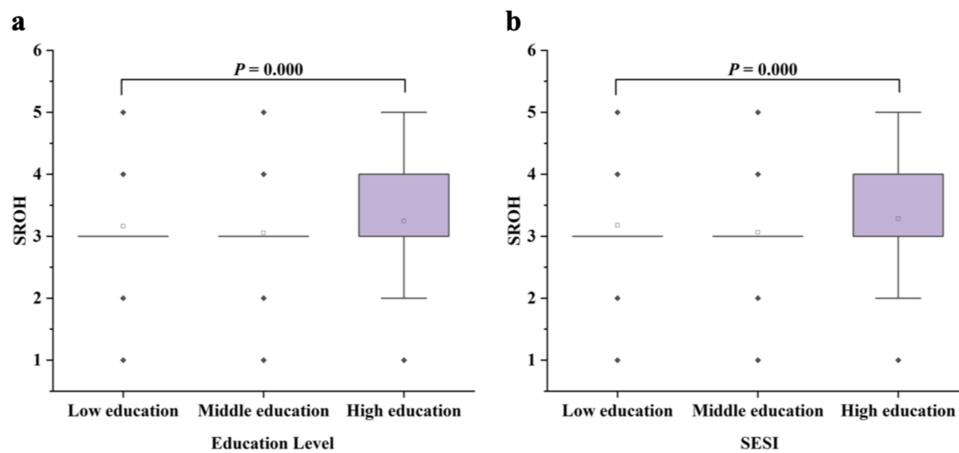 a
6
5
4
3
2
1
SROH
P = 0.000
Low education Middle education High education
Education Level
b
6
5
4
3
2
1
SROH
P = 0.000
Low education Middle education High education
SESI